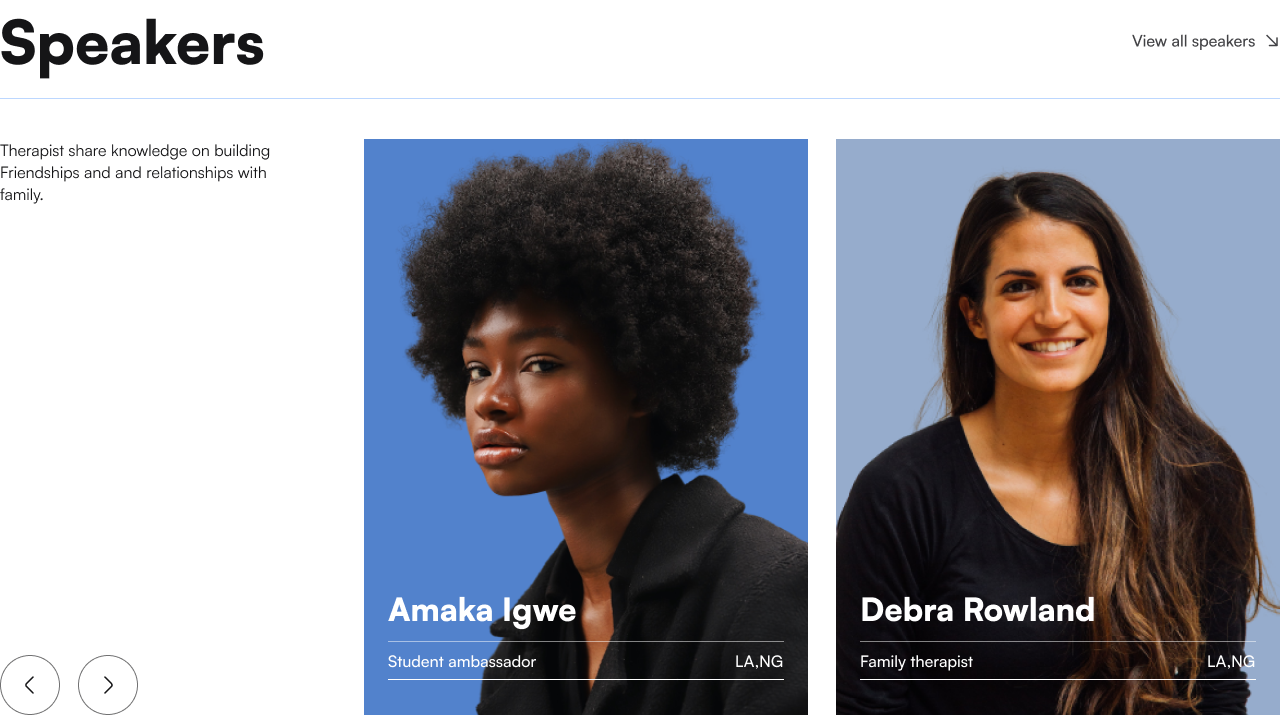 Speakers
View all speakers
Therapist share knowledge on building
Friendships and and relationships with
family.
Amaka Igwe
Student ambassador LA,NG
Debra Rowland
Family therapist LA,NG